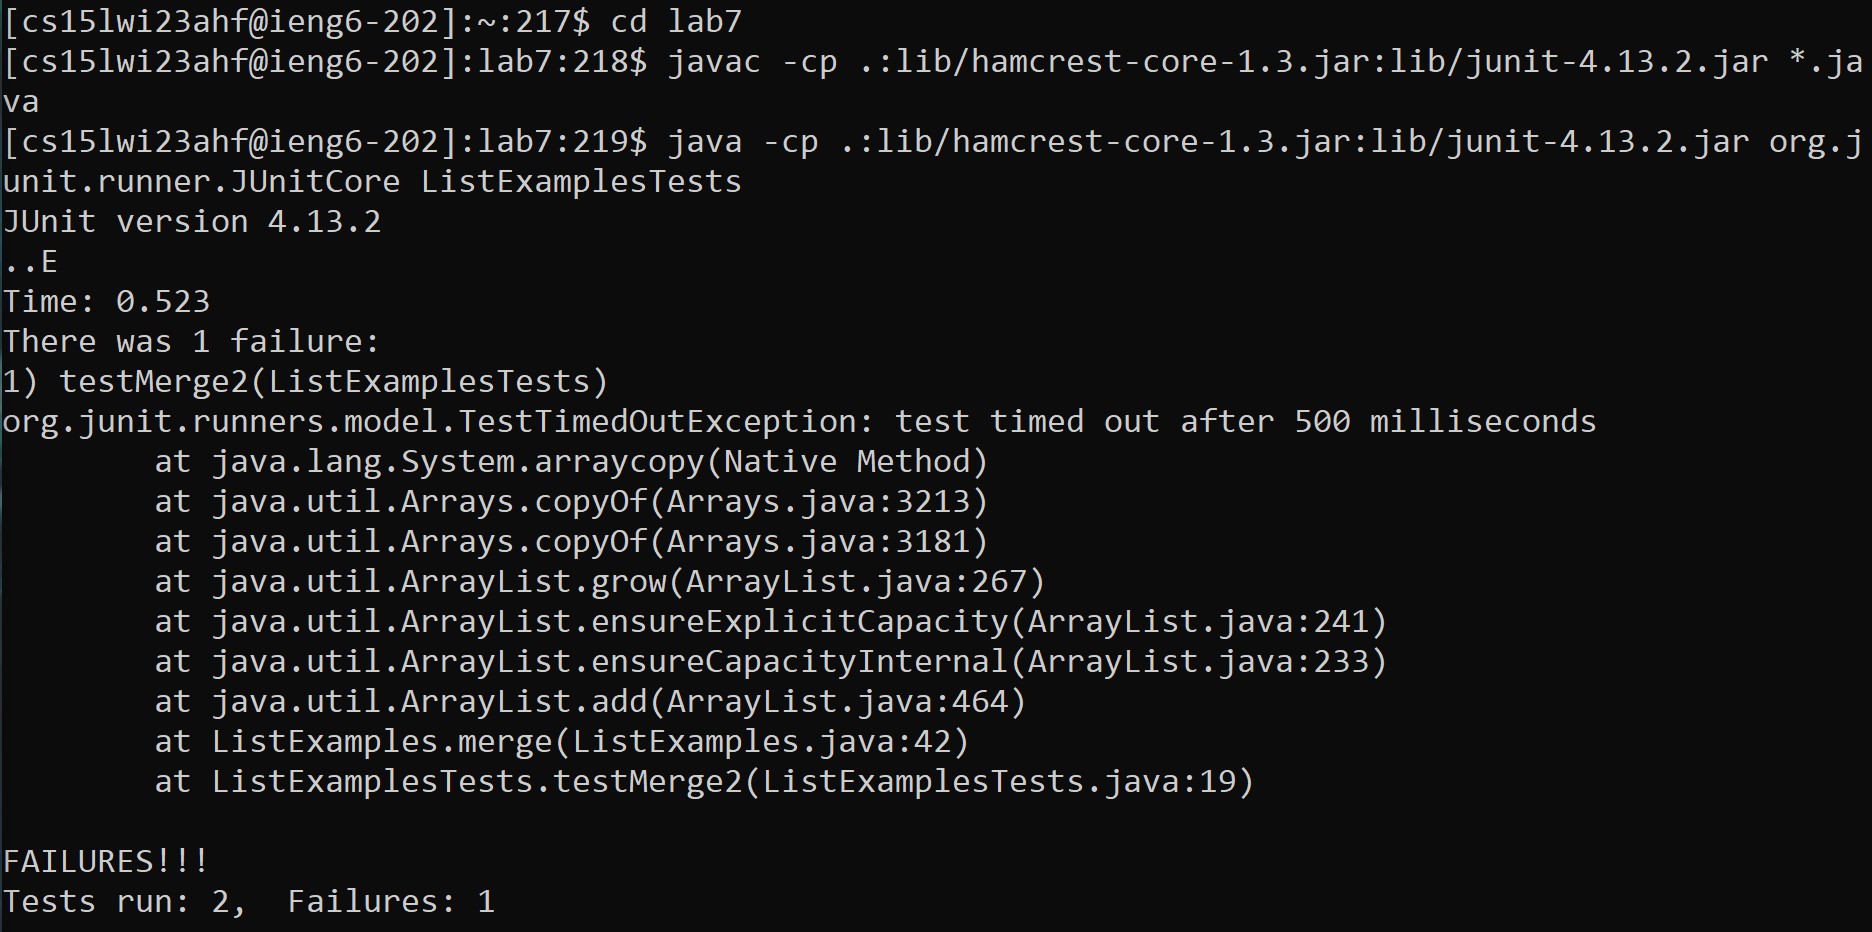 [cs15lwi23ahf@ieng6-202]:~:217$ cd lab7
[cs15lwi23ahf@ieng6-202]:lab7:218$ javac -cp .:lib/hamcrest-core-1.3.jar:lib/junit-4.13.2.jar *.ja
va
[cs15lwi23ahf@ieng6-202]:lab7:219$ java -cp .:lib/hamcrest-core-1.3.jar:lib/junit-4.13.2.jar org.j
unit.runner.JUnitCore ListExamplesTests
JUnit version 4.13.2
..E
Time: 0.523
There was 1 failure:
1) testMerge2(ListExamplesTests)
org.junit.runners.model.TestTimedOutException: test timed out after 500 milliseconds
        at java.lang.System.arraycopy(Native Method)
        at java.util.Arrays.copyOf(Arrays.java:3213)
        at java.util.Arrays.copyOf(Arrays.java:3181)
        at java.util.ArrayList.grow(ArrayList.java:267)
        at java.util.ArrayList.ensureExplicitCapacity(ArrayList.java:241)
        at java.util.ArrayList.ensureCapacityInternal(ArrayList.java:233)
        at java.util.ArrayList.add(ArrayList.java:464)
        at ListExamples.merge(ListExamples.java:42)
        at ListExamplesTests.testMerge2(ListExamplesTests.java:19)

FAILURES!!!
Tests run: 2,  Failures: 1